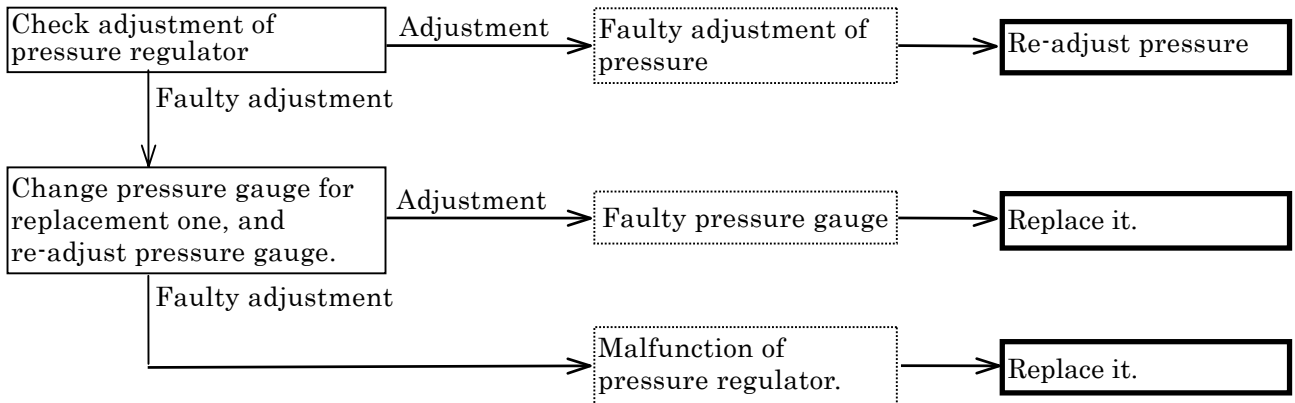 Check adjustment of
pressure regulator
Adjustment
Faulty adjustment of
pressure
Re-adjust pressure
Faulty adjustment
Change pressure gauge for
replacement one, and
re-adjust pressure gauge.
Adjustment
Faulty pressure gauge
Replace it.
Faulty adjustment
Malfunction of
pressure regulator.
Replace it.